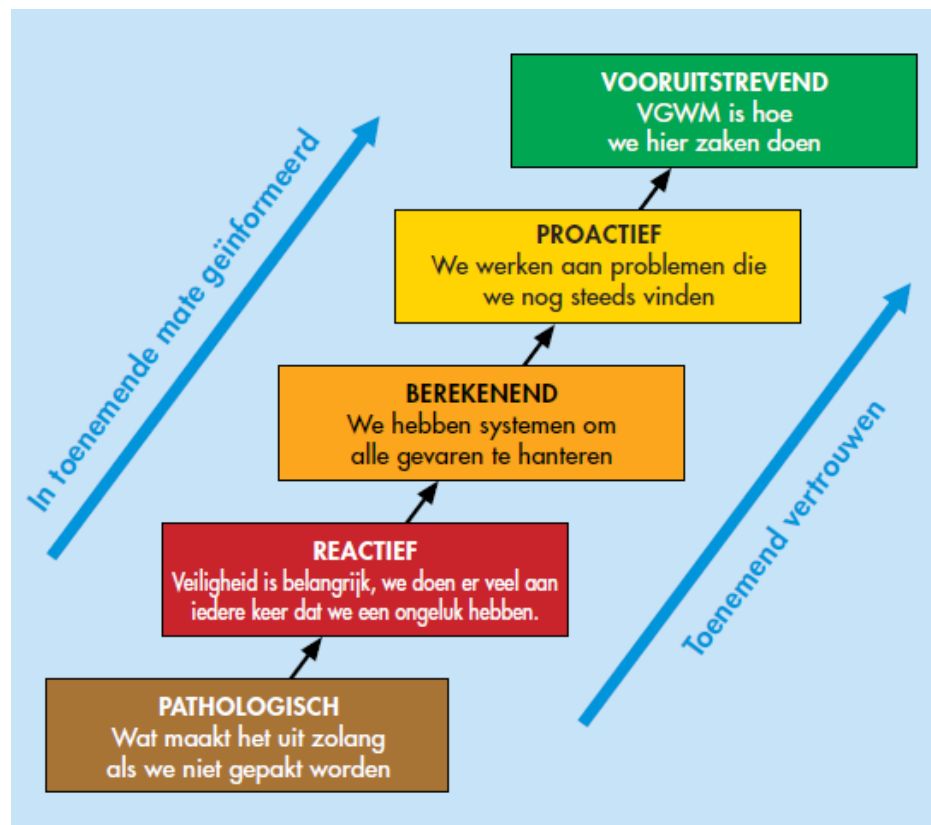 VOORUITSTREVEND
VGWM is hoe
we hier zaken doen
In toenemende mate geïnformeerd
PROACTIEF
We werken aan problemen die
we nog steeds vinden
BEREKENEND
We hebben systemen om
alle gevaren te hanteren
Toenemend vertrouwen
REACTIEF
Veiligheid is belangrijk, we doen er veel aan
iedere keer dat we een ongeluk hebben.
PATHOLOGISCH
Wat maakt het uit zolang
als we niet gepakt worden